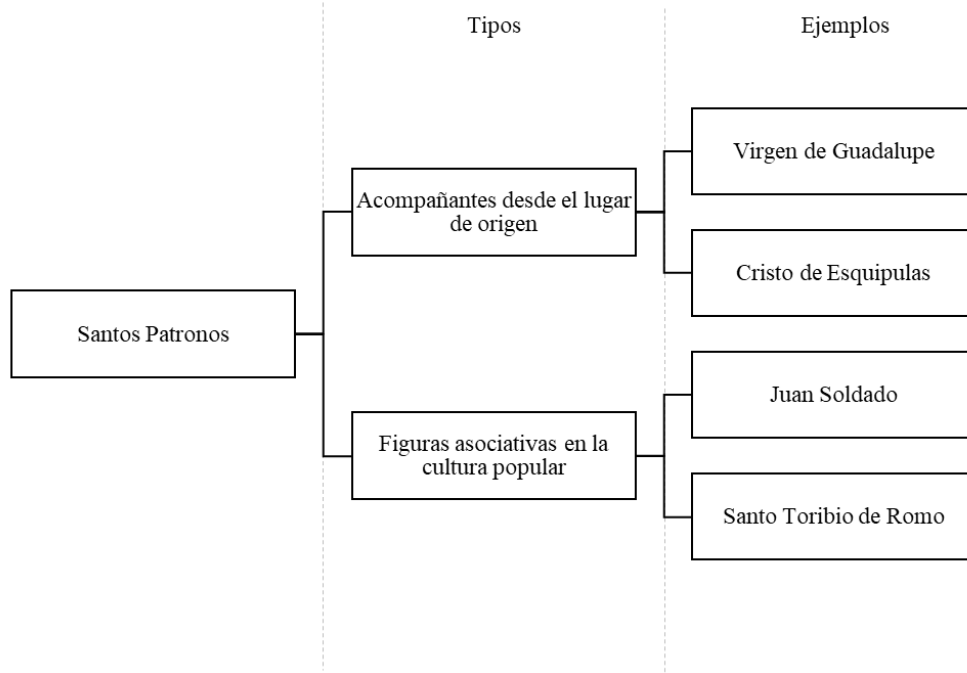 Tipos
Ejemplos
Santos Patronos
Acompañantes desde el lugar
de origen
Virgen de Guadalupe
Cristo de Esquipulas
Figuras asociativas en la
cultura popular
Juan Soldado
Santo Toribio de Romo